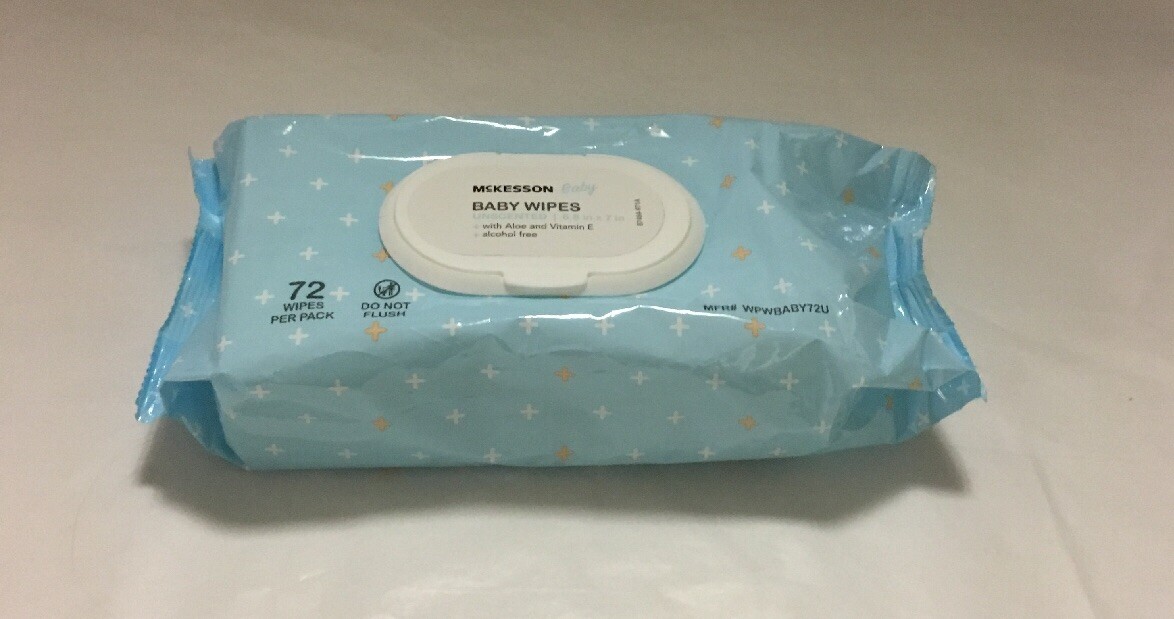 McKESSON Baby
BABY WIPES
UNSCENTED
with Aloe and Vitamin E
alcohol free
72
WIPES
PER PACK
DO NOT
FLUSH
MFR# WPWBABY72U